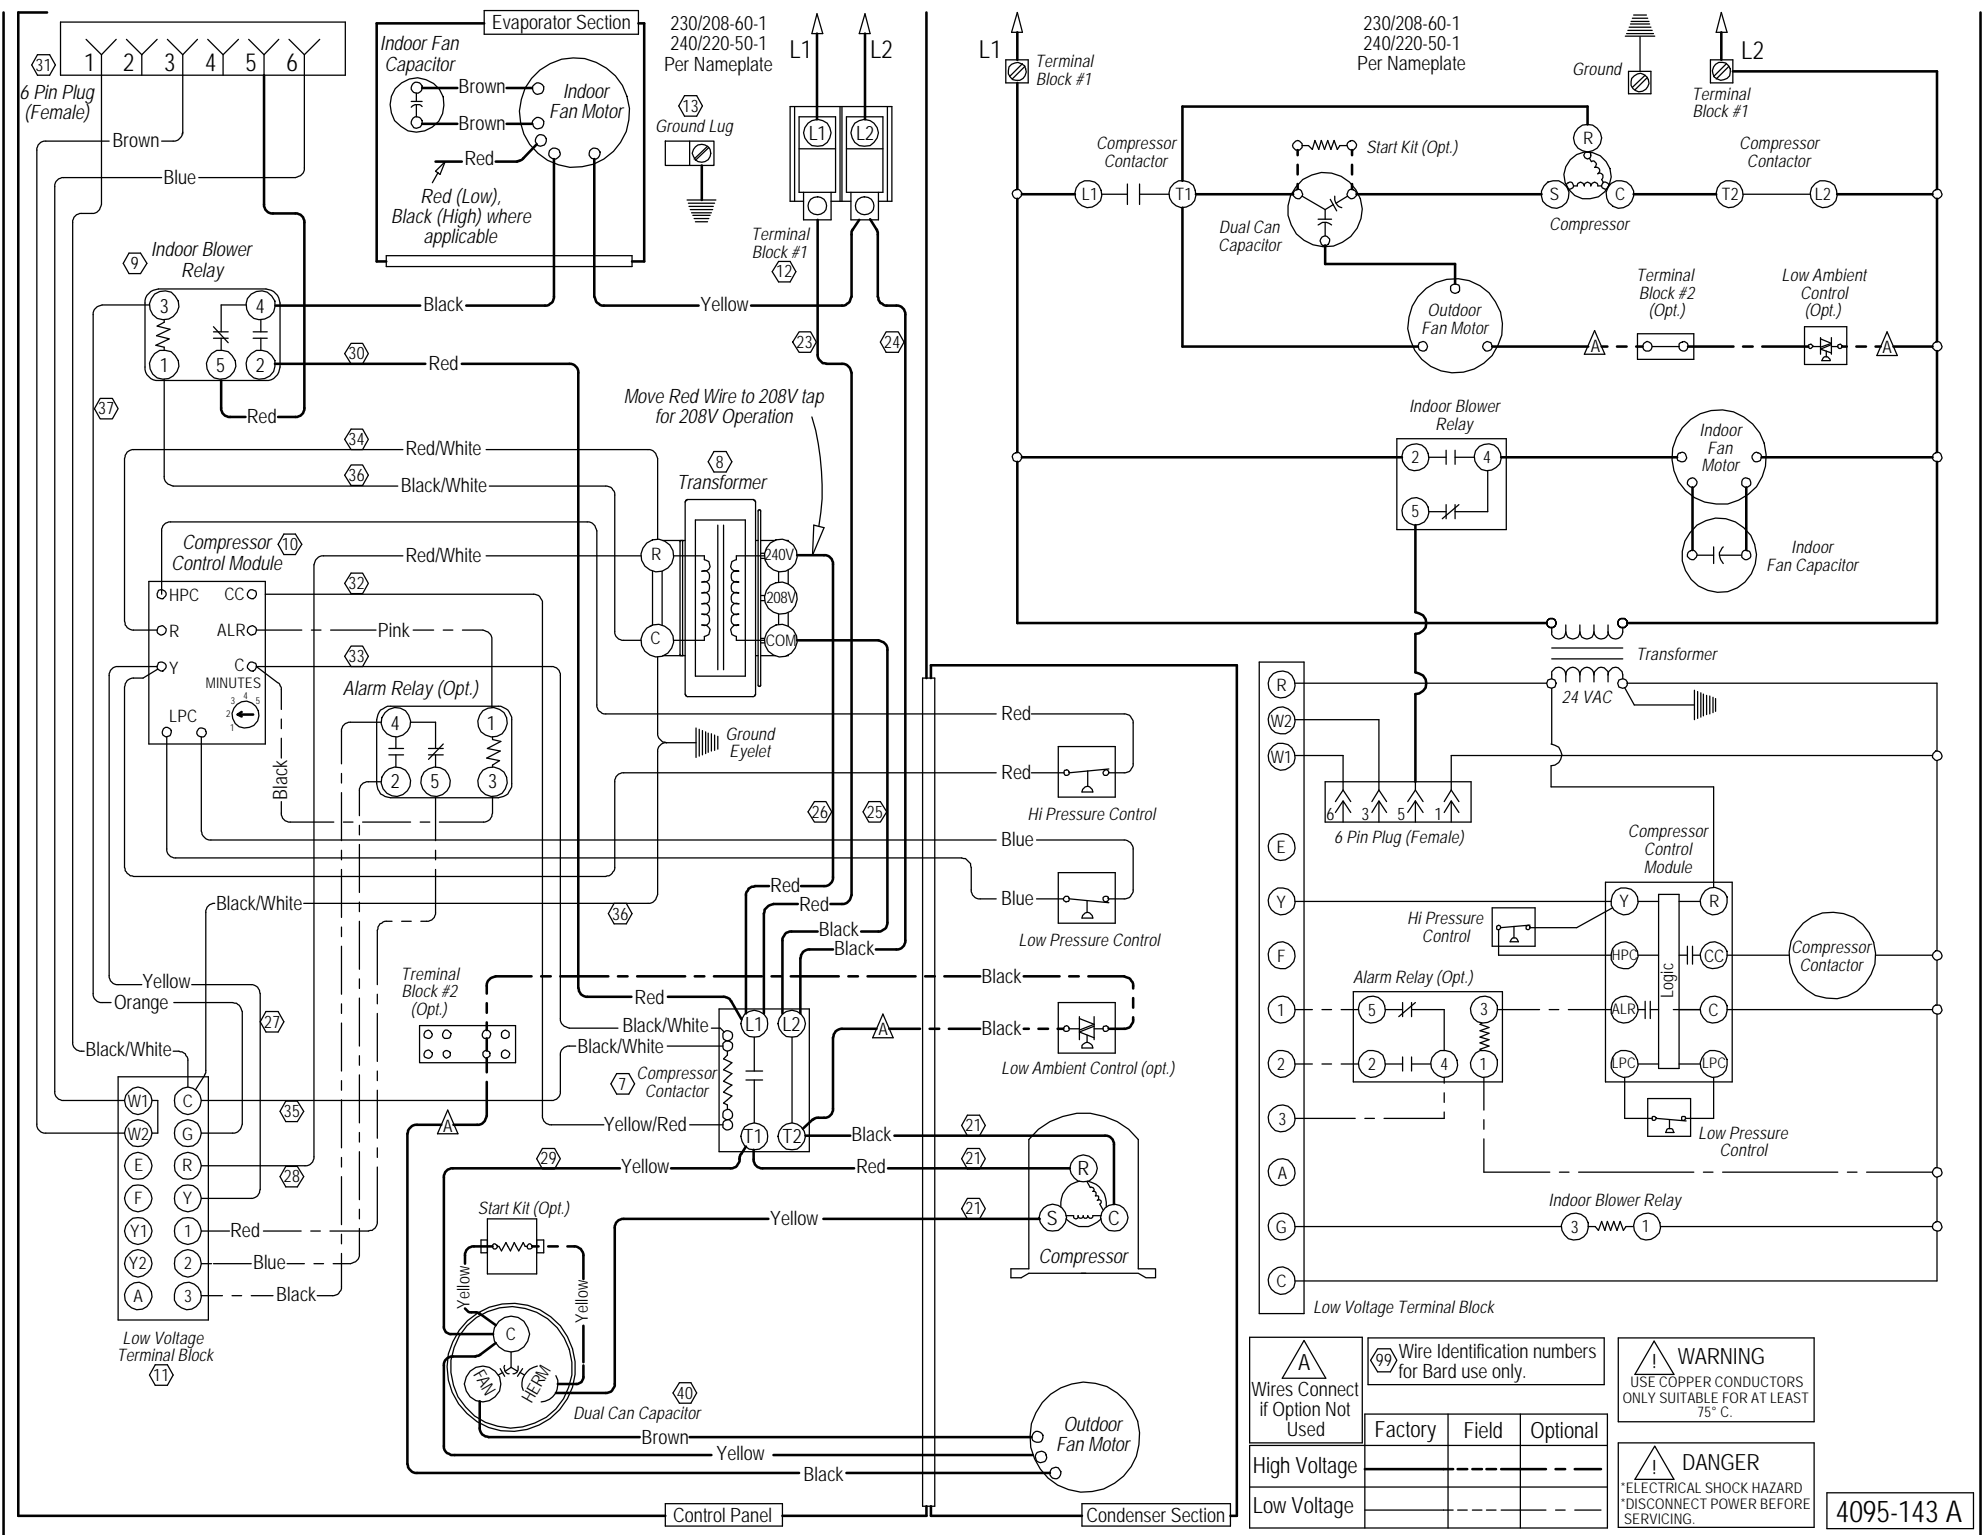 Evaporator Section
Indoor Fan
Capacitor
Brown
Brown
Red
Indoor
Fan Motor
Red (Low),
Black (High) where
applicable
31
1 2 3 4 5 6
6 Pin Plug
(Female)
Brown
Blue
230/208-60-1
240/220-50-1
Per Nameplate
L1
L2
13
Ground Lug
L1
L2
Terminal
Block #1
12
9
Indoor Blower
Relay
3
4
1
5
2
Black
Yellow
30
Red
Red
23
24
37
Move Red Wire to 208V tap
for 208V Operation
34
Red/White
36
Black/White
8
Transformer
R
C
240V
208V
COM
Compressor
Control Module
10
Red/White
32
HPC
CC
R
ALR
Pink
Y
C
33
MINUTES
1
2
3
4
5
LPC
Alarm Relay (Opt.)
4
1
2
5
3
Black
Ground
Eyelet
Red
Red
Hi Pressure Control
26
25
Blue
Blue
Low Pressure Control
Black/White
36
Red
Red
Black
Black
Yellow
Orange
27
Treminal
Block #2
(Opt.)
Red
Black
L1
L2
Black/White
Black/White
A
Black
Low Ambient Control (opt.)
Black/White
7
Compressor
Contactor
Yellow/Red
T1
T2
W1
C
35
W2
G
E
R
28
F
Y
Y1
1
Red
Y2
2
Blue
A
3
Black
Low Voltage
Terminal Block
11
A
29
Yellow
Black
21
Red
21
Yellow
21
R
S
C
Compressor
Start Kit (Opt.)
Yellow
Yellow
C
FAN
HERM
40
Dual Can Capacitor
Brown
Yellow
Black
Outdoor
Fan Motor
Control Panel
Condenser Section
L1
Terminal
Block #1
230/208-60-1
240/220-50-1
Per Nameplate
Ground
L2
Terminal
Block #1
Compressor
Contactor
L1
T1
Start Kit (Opt.)
Dual Can
Capacitor
R
S
C
Compressor
Compressor
Contactor
T2
L2
Outdoor
Fan Motor
A
Terminal
Block #2
(Opt.)
Low Ambient
Control
(Opt.)
A
Indoor Blower
Relay
2
4
5
Indoor
Fan
Motor
Indoor
Fan Capacitor
Transformer
24 VAC
R
W2
W1
6 3 5 1
6 Pin Plug (Female)
E
Y
F
1
2
3
A
G
C
Compressor
Control
Module
Hi Pressure
Control
Y
R
HPC
CC
Logic
ALR
C
LPC
LPC
Compressor
Contactor
Alarm Relay (Opt.)
5
3
2
4
1
Low Pressure
Control
Indoor Blower Relay
3
1
Low Voltage Terminal Block
A
Wires Connect
if Option Not
Used
99 Wire Identification numbers
for Bard use only.
Factory Field Optional
High Voltage
Low Voltage
! WARNING
USE COPPER CONDUCTORS
ONLY SUITABLE FOR AT LEAST
75° C.
! DANGER
*ELECTRICAL SHOCK HAZARD
*DISCONNECT POWER BEFORE
SERVICING.
4095-143 A